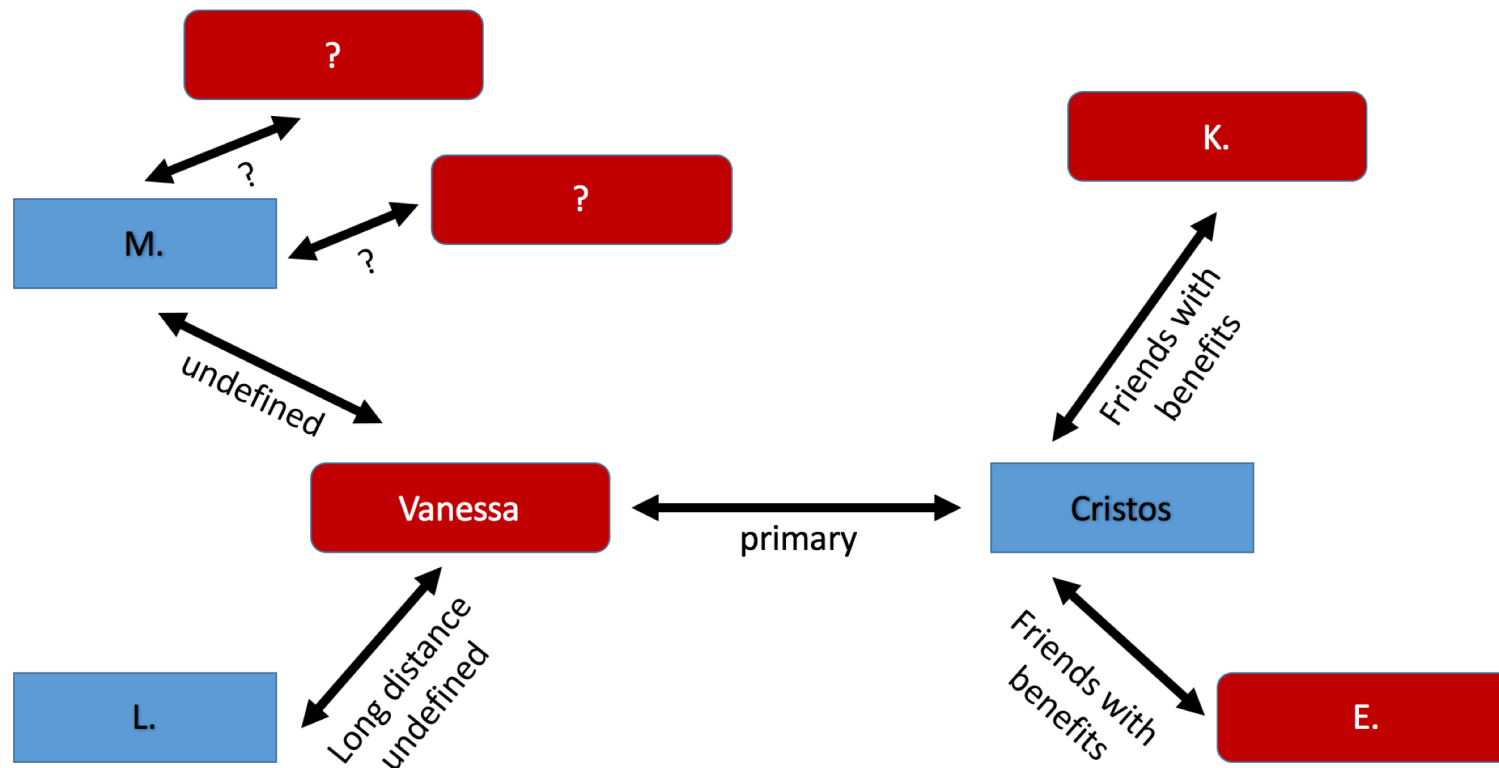 ?
K.
?
?
M.
?
undefined
Friends with
benefits
Vanessa
primary
Cristos
Long distance
undefined
Friends with
benefits
L.
E.